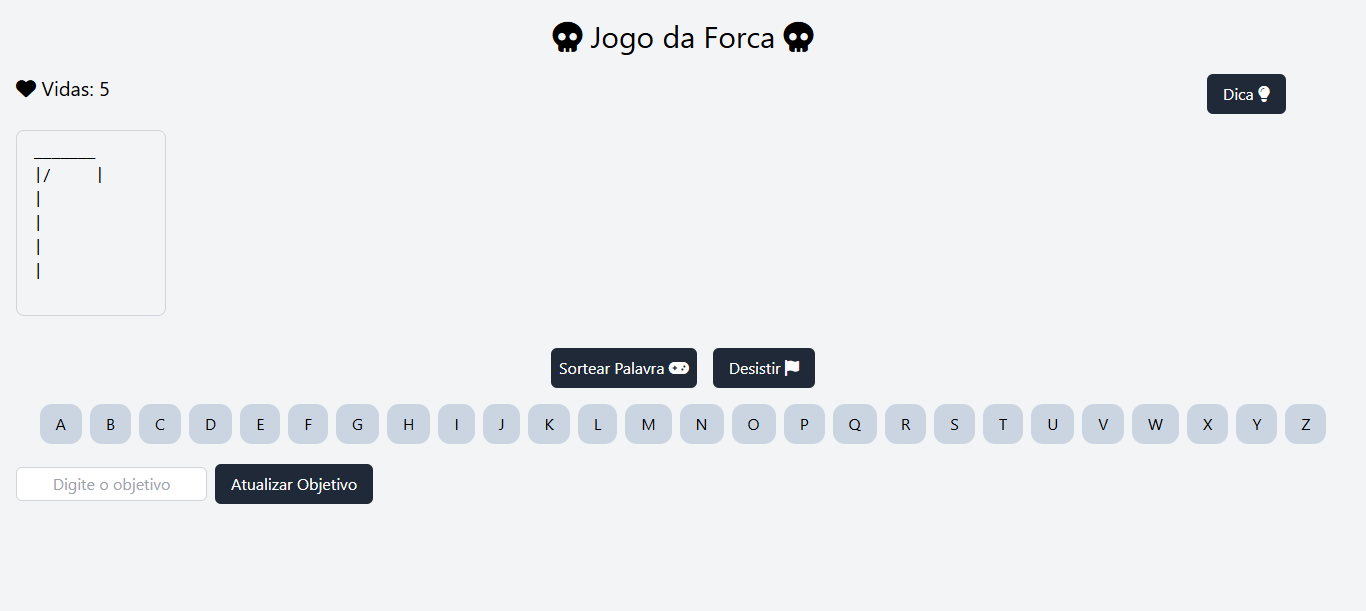 Jogo da Forca
Vidas: 5
Dica
_______
|/ |
|
|
|
|
Sortear Palavra Desistir
A B C D E F G H I J K L M N O P Q R S T U V W X Y Z
Digite o objetivo Atualizar Objetivo